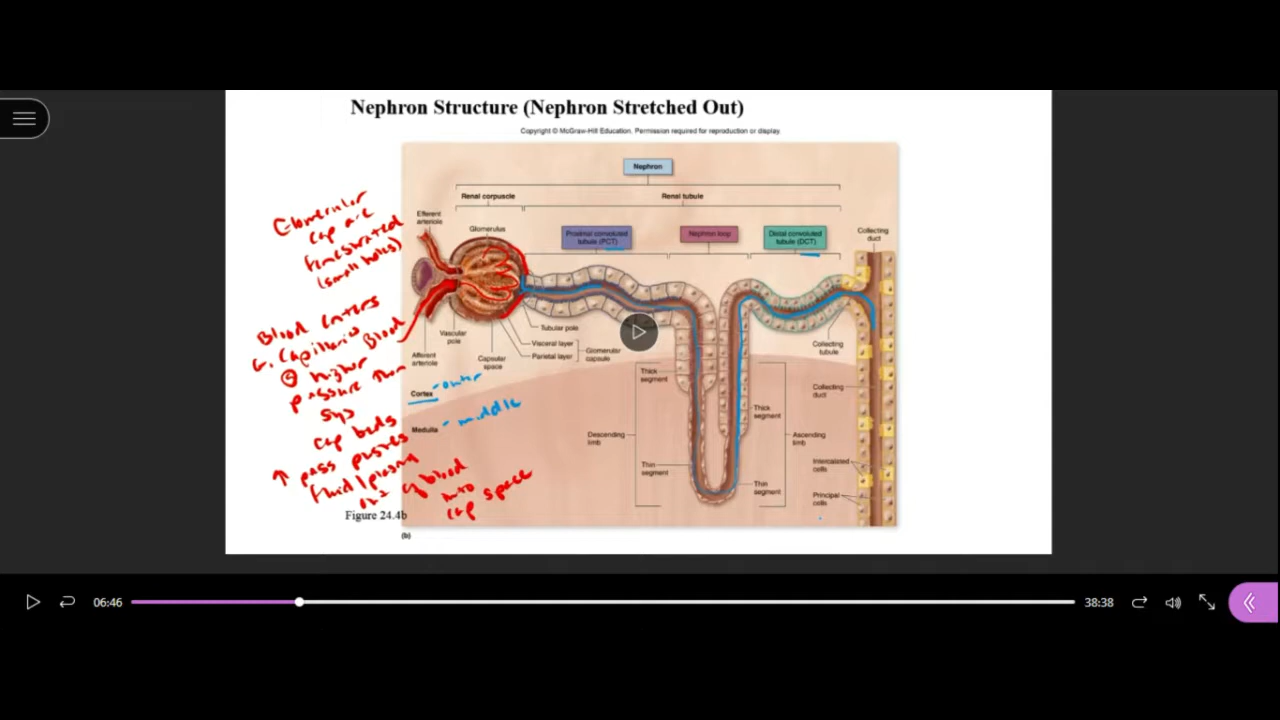 Nephron Structure (Nephron Stretched Out)
Copyright © McGraw-Hill Education. Permission required for reproduction or display.
Nephron
Renal corpuscle
Renal tubule
Efferent
arteriole
Glomerulus
Proximal convoluted
tubule (PCT)
Nephron loop
Distal convoluted
tubule (DCT)
Collecting
duct
Glomerular
cap are
fenestrated
(small holes)
Blood enters
G. Capillaries
@ higher
pressure than
sys
cap beds
↑ pass pushes
fluid/plasma
out of blood
into
cap space
Blood
Vascular
pole
Afferent
arteriole
Capsular
space
Tubular pole
Visceral layer
Parietal layer
Glomerular
capsule
Cortex
- outer
Medulla
- middle
Thick
segment
Descending
limb
Thin
segment
Thick
segment
Ascending
limb
Thin
segment
Collecting
tubule
Collecting
duct
Intercalated
cells
Principal
cells
Figure 24.4b
(b)
06:46
38:38